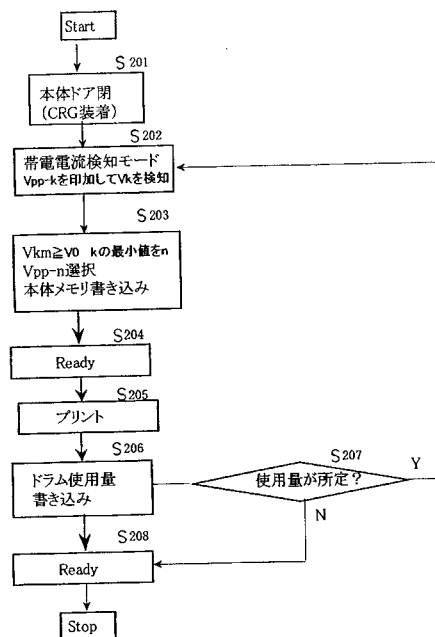 Start
S201
本体ドア閉
(CRG装着)
S202
帯電電流検知モード
Vpp-kを印加してVkを検知
S203
Vkm≧V0 kの最小値をn
Vpp-n選択
本体メモリ書き込み
S204
Ready
S205
プリント
S206
ドラム使用量
書き込み
S207
使用量が所定?
Y
N
S208
Ready
Stop